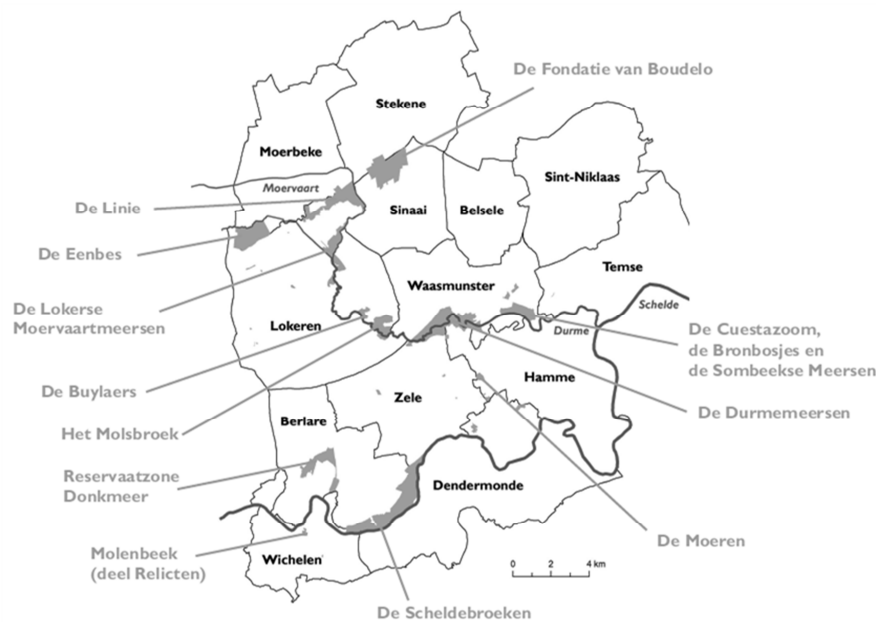 De Fondatie van Boudelo
Stekene
Moerbeke
Sint-Niklaas
Moervaart
De Linie
Sinaai
Belsele
De Eenbes
Temse
Waasmunster
Schelde
De Lokerse
Moervaartmeersen
Lokeren
Durme
De Cuestazoom,
de Bronbosjes en
de Sombeekse Meersen
De Buylaers
Zele
Hamme
De Durmemeersen
Het Molsbroek
Berlare
Reservaatzone
Donkmeer
Dendermonde
De Moeren
Molenbeek
(deel Relicten)
Wichelen
0 2 4 km
De Scheldebroeken